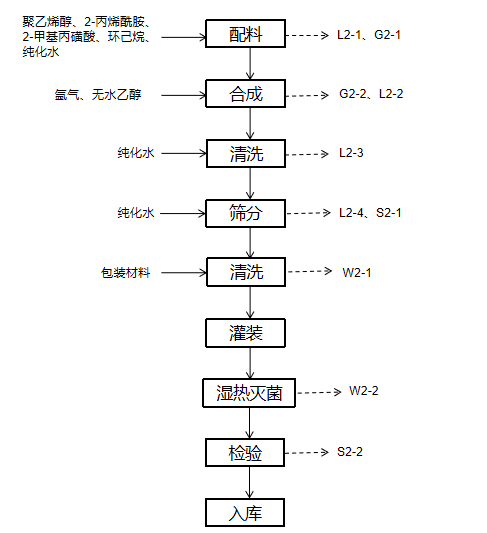 聚乙烯醇、2-丙烯酰胺、
2-甲基丙磺酸、环己烷、
纯化水
配料
L2-1、G2-1
氩气、无水乙醇
合成
G2-2、L2-2
纯化水
清洗
L2-3
纯化水
筛分
L2-4、S2-1
包装材料
清洗
W2-1
灌装
湿热灭菌
W2-2
检验
S2-2
入库